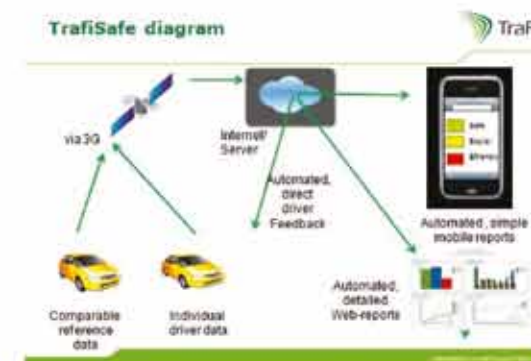 TrafiSafe diagram
TraF
via 3G
Internet/
Server
Automated,
direct
driver
Feedback
Automated, simple
mobile reports
Automated,
detailed
Web-reports
Comparable
reference
data
Individual
driver data